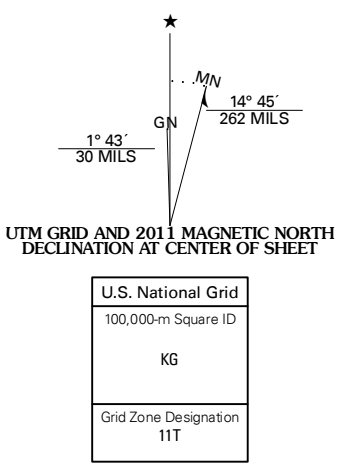 ★
MN
GN
14° 45´
262 MILS
1° 43´
30 MILS
UTM GRID AND 2011 MAGNETIC NORTH
DECLINATION AT CENTER OF SHEET
U.S. National Grid
100,000-m Square ID
KG
Grid Zone Designation
11T